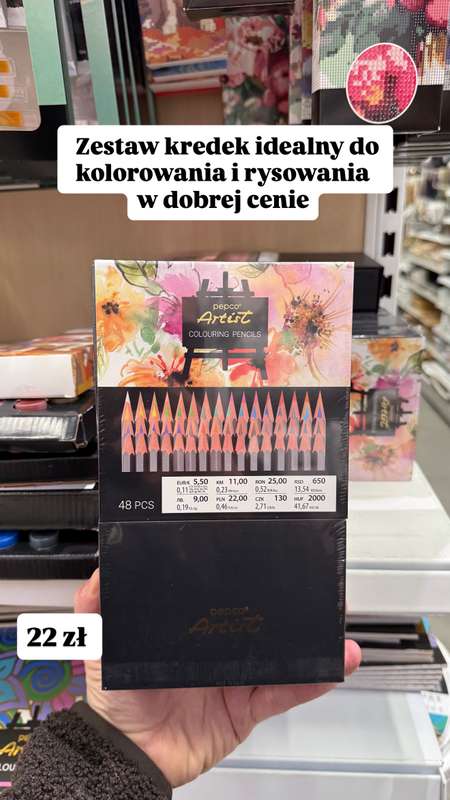 Zestaw kredek idealny do
kolorowania i rysowania
w dobrej cenie
pepco®
Artist
COLOURING PENCILS
48 PCS
EUR/€ 5,50 KM 11,00 RON 25,00 RSD 650
0,11 0,23 0,52 13,54
ЛВ. 9,00 PLN 22,00 CZK 130 HUF 2000
0,19 0,46 2,71 41,67
pepco®
Artist
22 zł